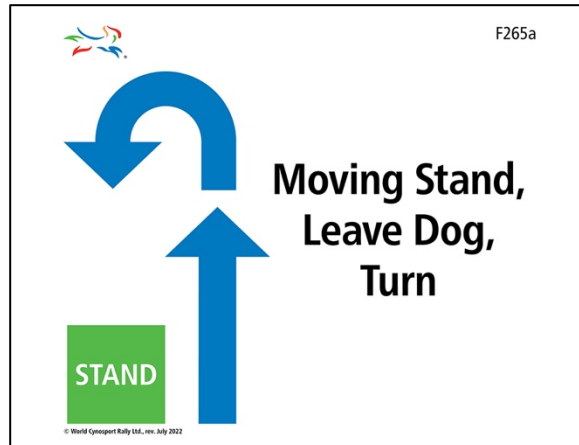 F265a
Moving Stand,
Leave Dog,
Turn
STAND
© World Cynosport Rally Ltd., rev. July 2022